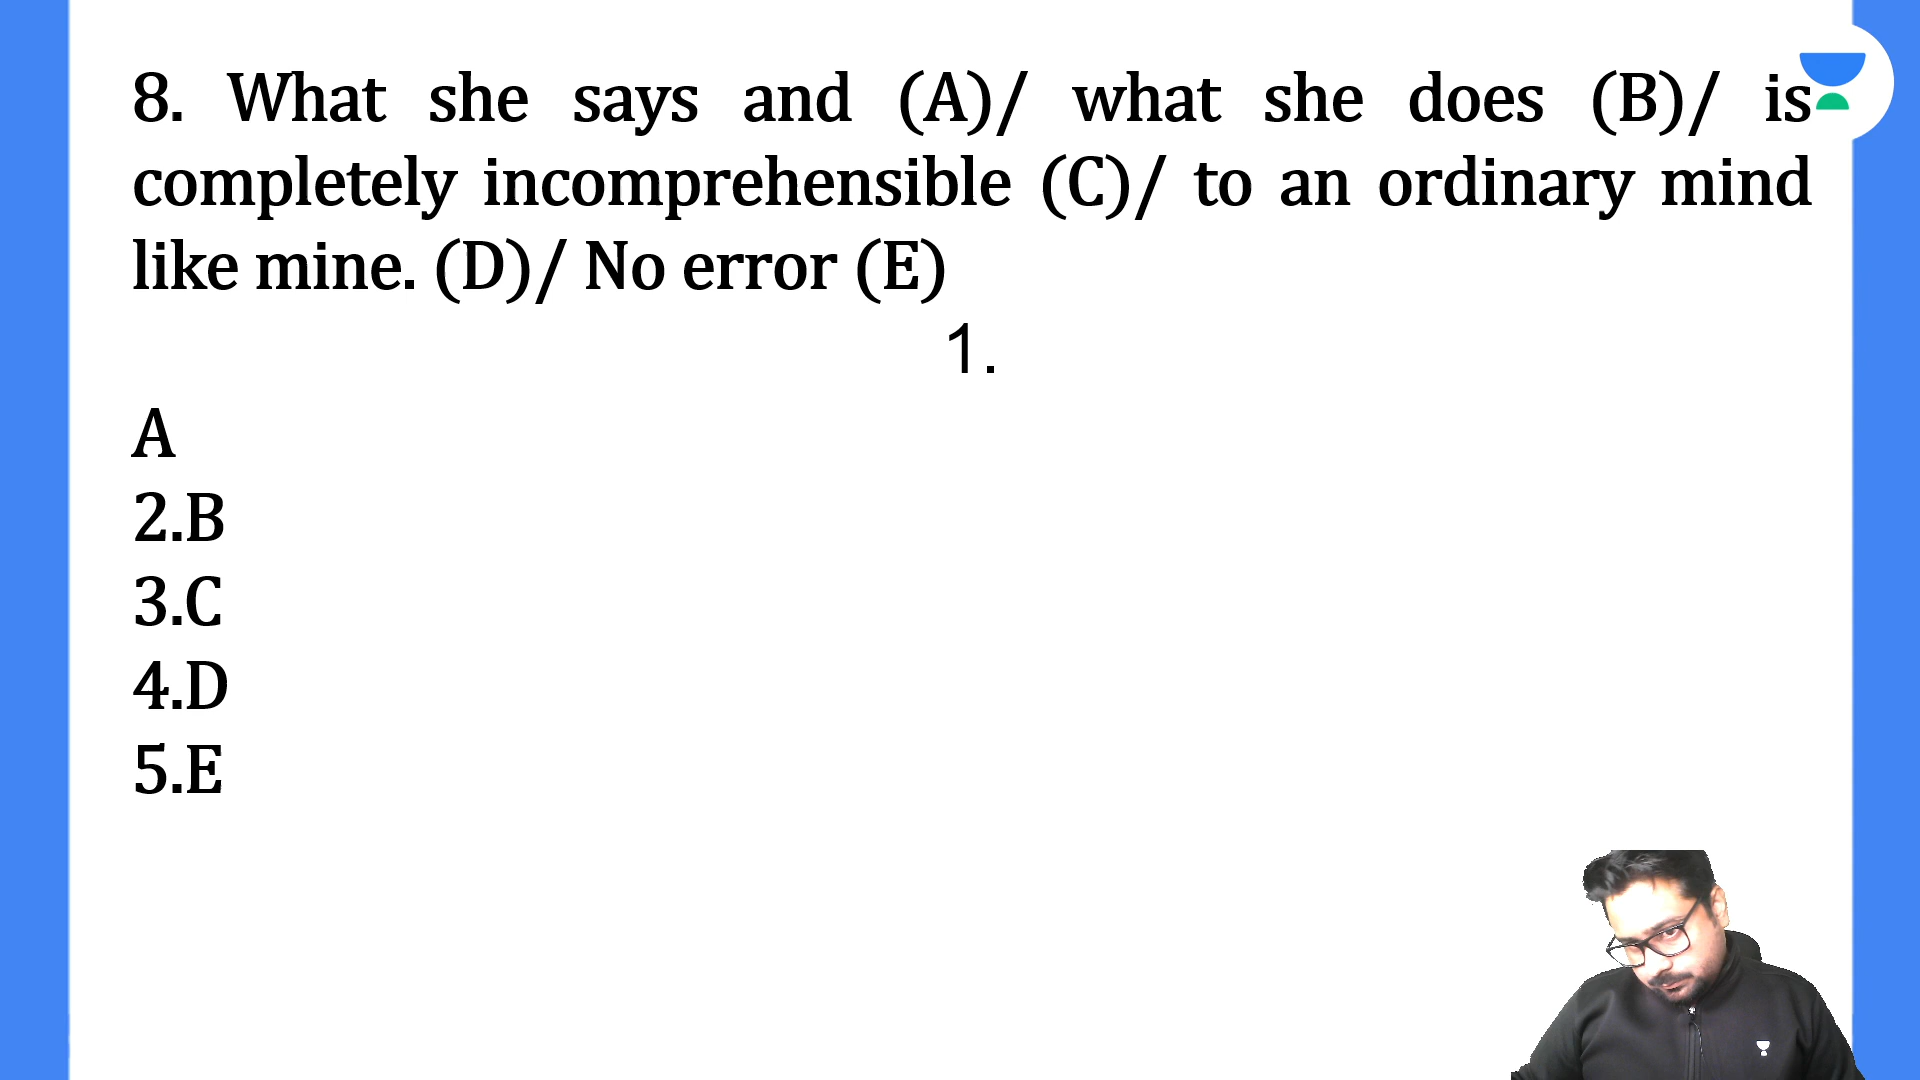 8. What she says and (A)/ what she does (B)/ is
completely incomprehensible (C)/ to an ordinary mind
like mine. (D)/ No error (E)
1.
A
2.B
3.C
4.D
5.E